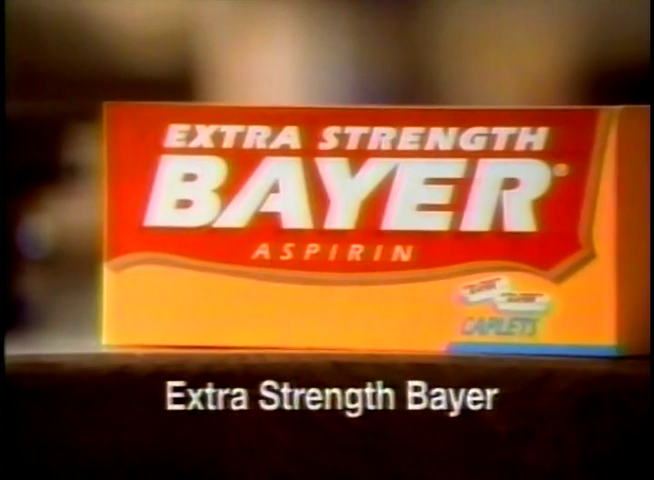 EXTRA STRENGTH
BAYER®
ASPIRIN
CAPLETS
Extra Strength Bayer